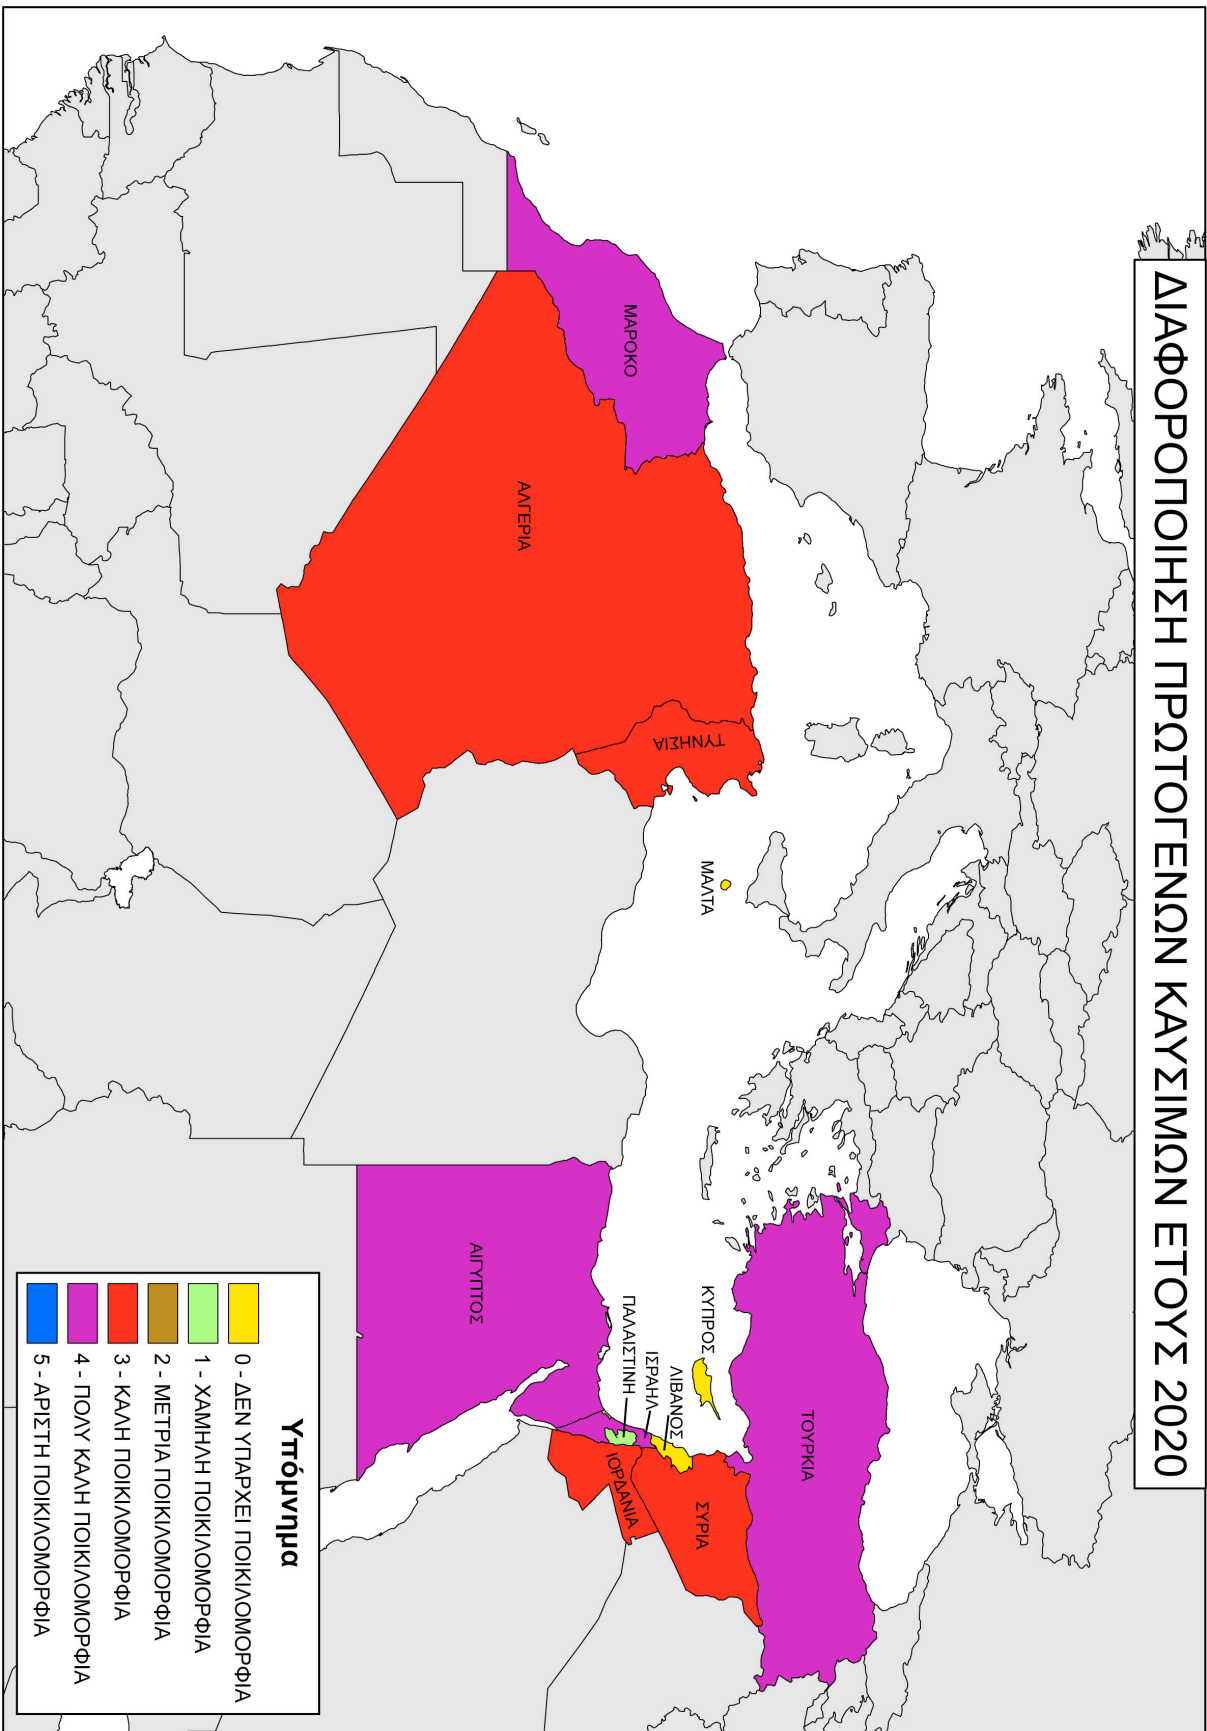 ΔΙΑΦΟΡΟΠΟΙΗΣΗ ΠΡΩΤΟΓΕΝΩΝ ΚΑΥΣΙΜΩΝ ΕΤΟΥΣ 2020
ΤΟΥΡΚΙΑ
ΚΥΠΡΟΣ
ΣΥΡΙΑ
ΛΙΒΑΝΟΣ
ΙΣΡΑΗΛ
ΠΑΛΑΙΣΤΙΝΗ
ΙΟΡΔΑΝΙΑ
ΜΑΛΤΑ
ΤΥΝΗΣΙΑ
ΜΑΡΟΚΟ
ΑΛΓΕΡΙΑ
ΑΙΓΥΠΤΟΣ
Υπόμνημα
0 - ΔΕΝ ΥΠΑΡΧΕΙ ΠΟΙΚΙΛΟΜΟΡΦΙΑ
1 - ΧΑΜΗΛΗ ΠΟΙΚΙΛΟΜΟΡΦΙΑ
2 - ΜΕΤΡΙΑ ΠΟΙΚΙΛΟΜΟΡΦΙΑ
3 - ΚΑΛΗ ΠΟΙΚΙΛΟΜΟΡΦΙΑ
4 - ΠΟΛΥ ΚΑΛΗ ΠΟΙΚΙΛΟΜΟΡΦΙΑ
5 - ΑΡΙΣΤΗ ΠΟΙΚΙΛΟΜΟΡΦΙΑ